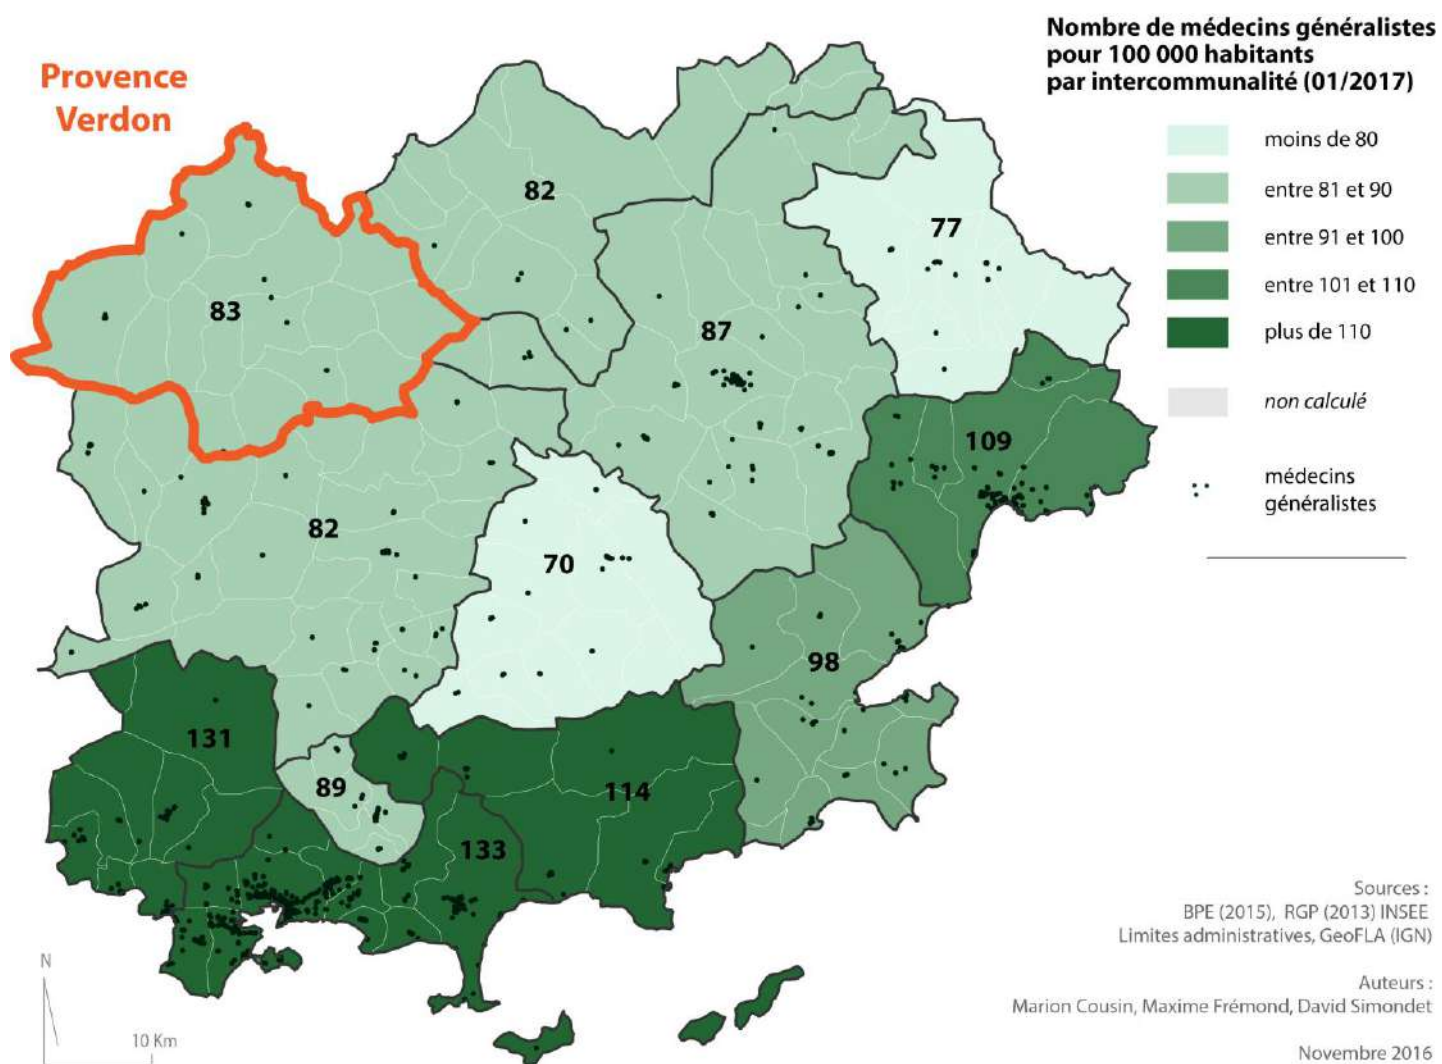 Nombre de médecins généralistes
pour 100 000 habitants
par intercommunalité (01/2017)
Provence
Verdon
moins de 80
entre 81 et 90
entre 91 et 100
entre 101 et 110
plus de 110
non calculé
médecins
généralistes
82
77
83
87
109
82
70
98
131
89
114
133
Sources :
BPE (2015), RGP (2013) INSEE
Limites administratives, GeoFLA (IGN)
Auteurs :
Marion Cousin, Maxime Frémond, David Simondet
Novembre 2016
N
10 Km